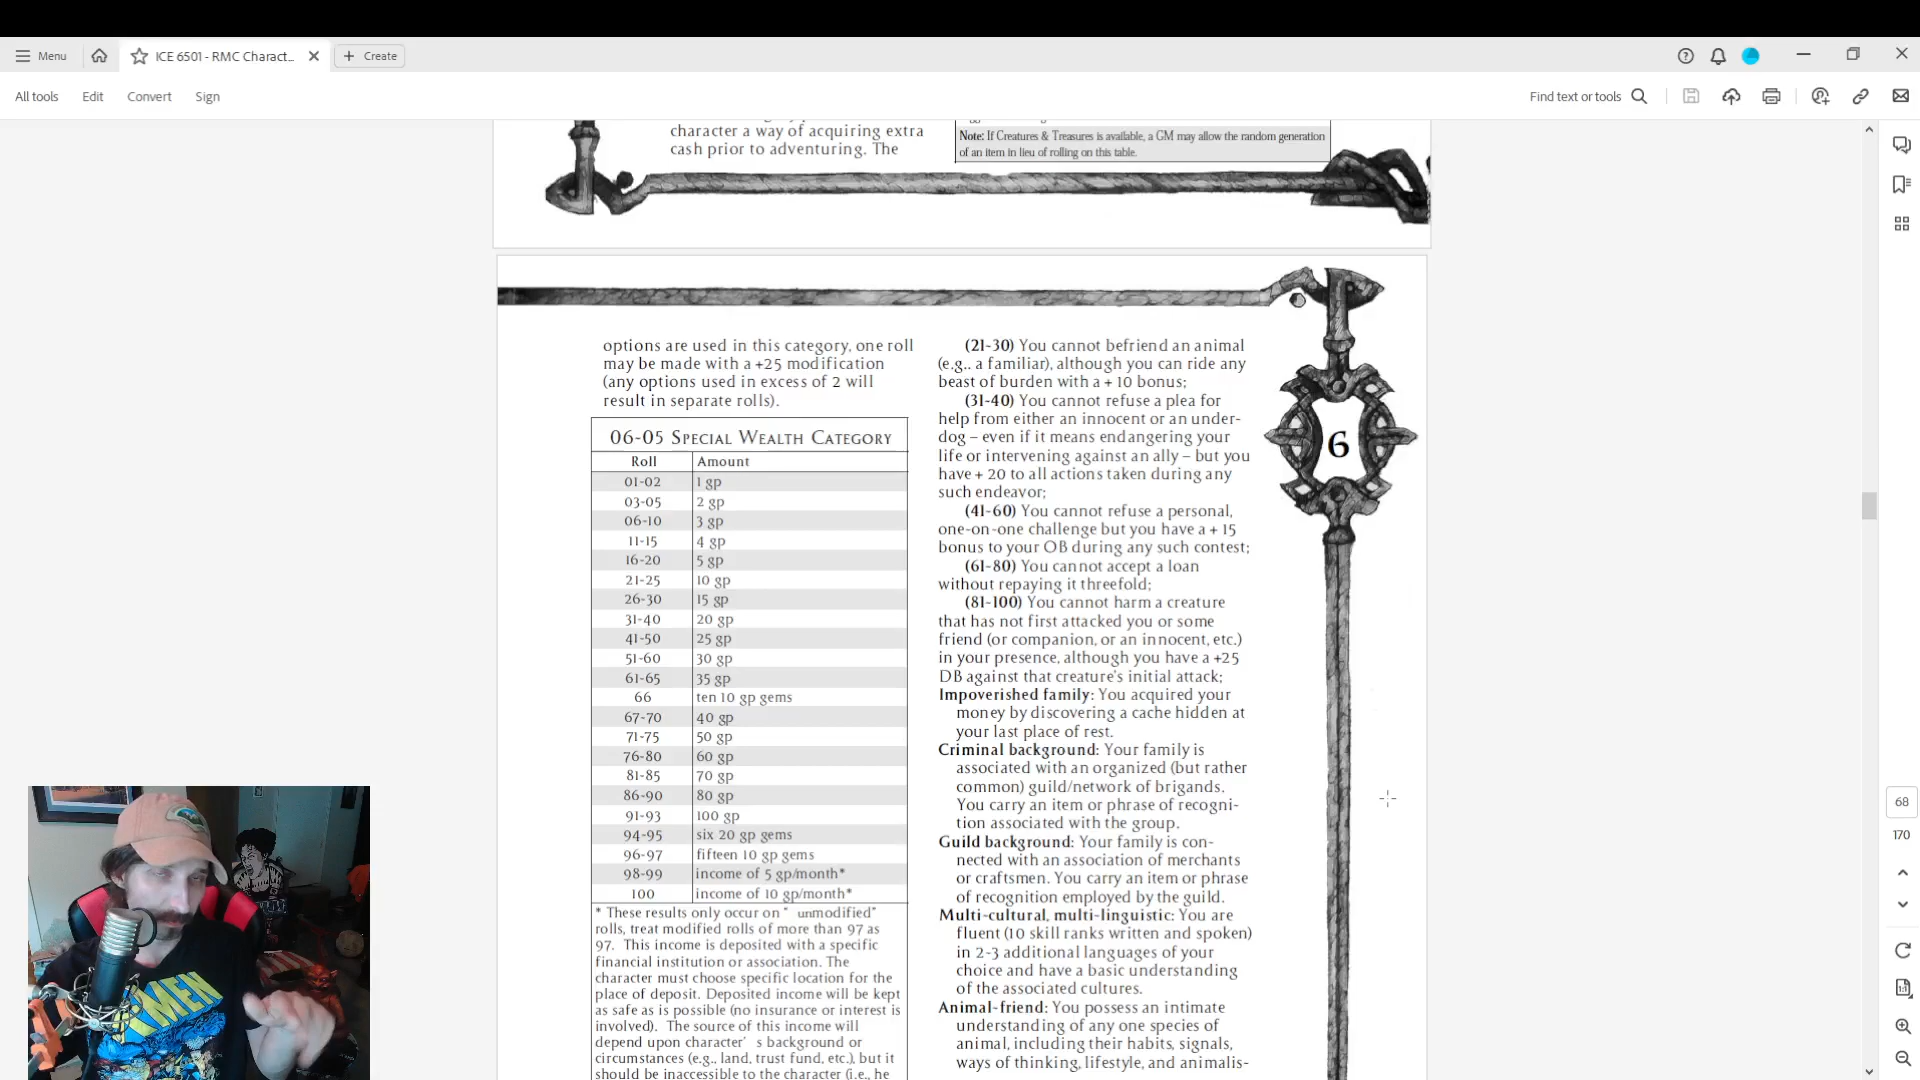 Menu
ICE 6501 - RMC Charact...
Create
All tools
Edit
Convert
Sign
Find text or tools
character a way of acquiring extra
cash prior to adventuring. The
Note: If Creatures & Treasures is available, a GM may allow the random generation
of an item in lieu of rolling on this table.
options are used in this category, one roll
may be made with a +25 modification
(any options used in excess of 2 will
result in separate rolls).
06-05 Special Wealth Category
Roll Amount
01-02 1 gp
03-05 2 gp
06-10 3 gp
11-15 4 gp
16-20 5 gp
21-25 10 gp
26-30 15 gp
31-40 20 gp
41-50 25 gp
51-60 30 gp
61-65 35 gp
66 ten 10 gp gems
67-70 40 gp
71-75 50 gp
76-80 60 gp
81-85 70 gp
86-90 80 gp
91-93 100 gp
94-95 six 20 gp gems
96-97 fifteen 10 gp gems
98-99 income of 5 gp/month*
100 income of 10 gp/month*
* These results only occur on " unmodified"
rolls, treat modified rolls of more than 97 as
97. This income is deposited with a specific
financial institution or association. The
character must choose specific location for the
place of deposit. Deposited income will be kept
as safe as is possible (no insurance or interest is
involved). The source of this income will
depend upon character' s background or
circumstances (e.g., land, trust fund, etc.), but it
should be inaccessible to the character (i.e., he
(21-30) You cannot befriend an animal
(e.g.. a familiar), although you can ride any
beast of burden with a + 10 bonus;
(31-40) You cannot refuse a plea for
help from either an innocent or an under-
dog – even if it means endangering your
life or intervening against an ally – but you
have + 20 to all actions taken during any
such endeavor;
(41-60) You cannot refuse a personal,
one-on-one challenge but you have a + 15
bonus to your OB during any such contest;
(61-80) You cannot accept a loan
without repaying it threefold;
(81-100) You cannot harm a creature
that has not first attacked you or some
friend (or companion, or an innocent, etc.)
in your presence, although you have a +25
DB against that creature's initial attack;
Impoverished family: You acquired your
money by discovering a cache hidden at
your last place of rest.
Criminal background: Your family is
associated with an organized (but rather
common) guild/network of brigands.
You carry an item or phrase of recogni-
tion associated with the group.
Guild background: Your family is con-
nected with an association of merchants
or craftsmen. You carry an item or phrase
of recognition employed by the guild.
Multi-cultural, multi-linguistic: You are
fluent (10 skill ranks written and spoken)
in 2-3 additional languages of your
choice and have a basic understanding
of the associated cultures.
Animal-friend: You possess an intimate
understanding of any one species of
animal, including their habits, signals,
ways of thinking, lifestyle, and animalis-
6
68
170